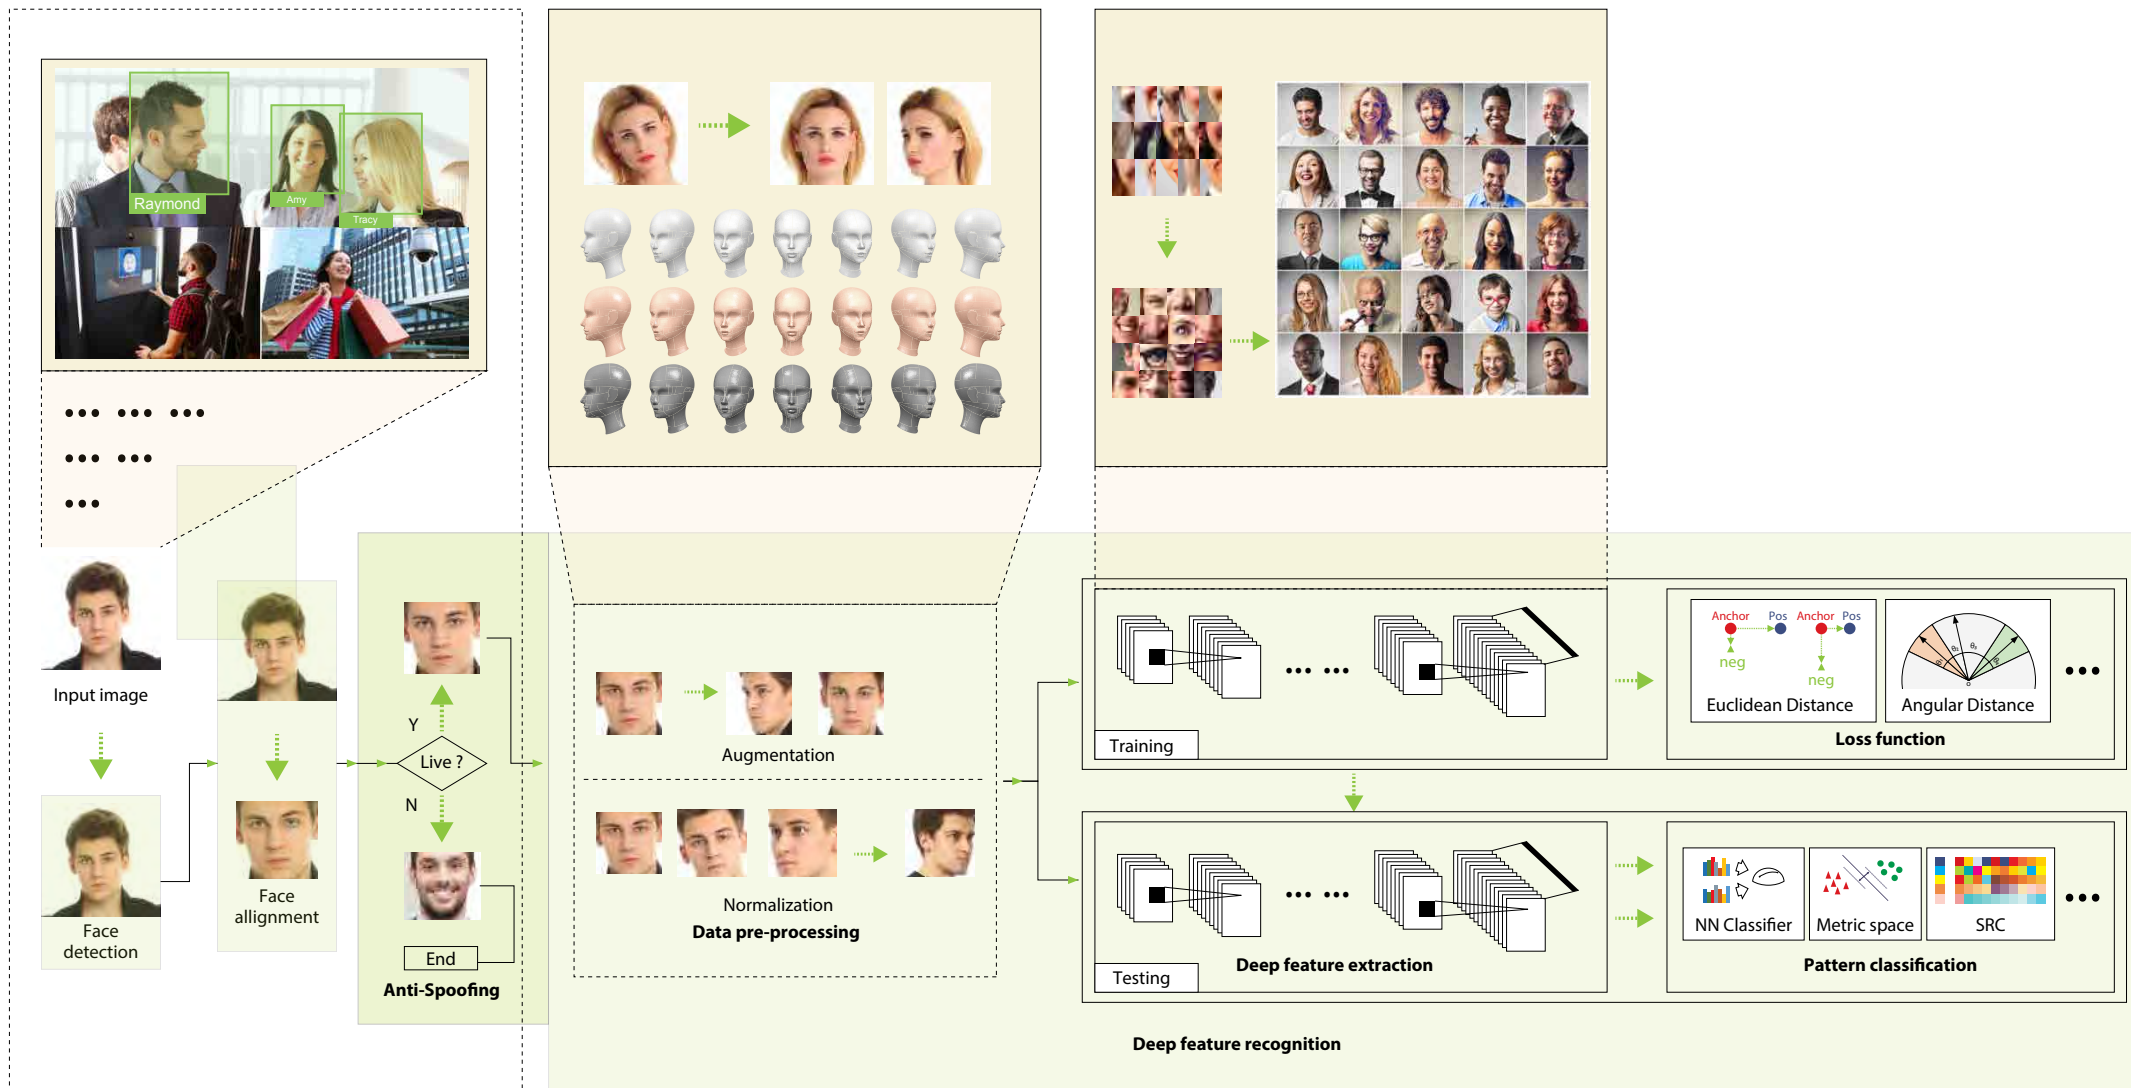 Raymond
Amy
Tracy
Input image
Face
detection
Face
allignment
Y
Live ?
N
End
Anti-Spoofing
Augmentation
Normalization
Data pre-processing
Training
Anchor
Pos
neg
Anchor
Pos
neg
Euclidean Distance
Angular Distance
Loss function
Testing
Deep feature extraction
NN Classifier
Metric space
SRC
Pattern classification
Deep feature recognition